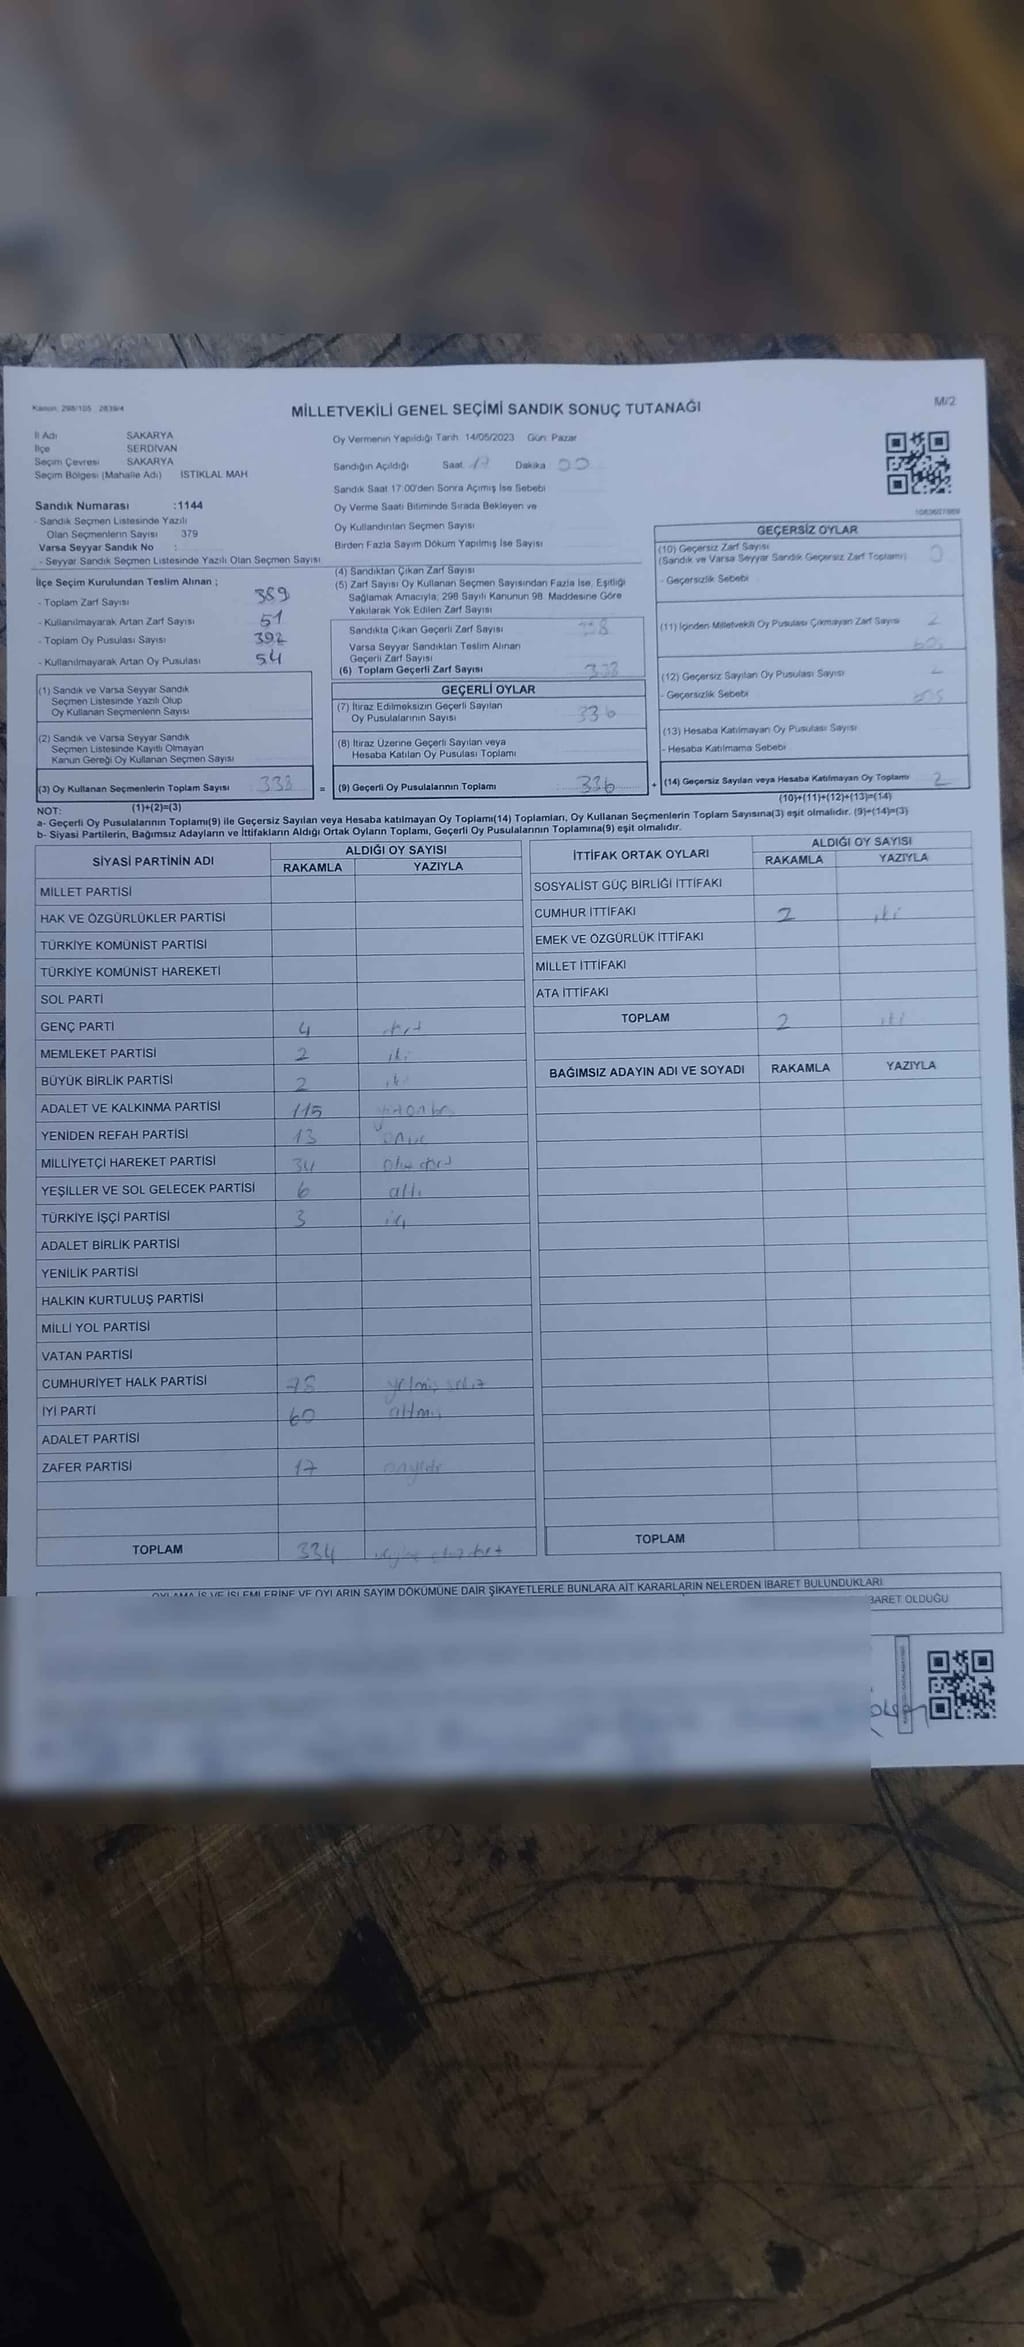 Kanun: 298/105 , 2839/4
MİLLETVEKİLİ GENEL SEÇİMİ SANDIK SONUÇ TUTANAĞI
M/2
İl Adı SAKARYA
İlçe SERDİVAN
Seçim Çevresi SAKARYA
Seçim Bölgesi (Mahalle Adı) İSTİKLAL MAH
Oy Vermenin Yapıldığı Tarih: 14/05/2023 Gün: Pazar
Sandığın Açıldığı Saat 17 Dakika 00
Sandık Saat 17:00'den Sonra Açılmış İse Sebebi
Oy Verme Saati Bitiminde Sırada Bekleyen ve
Oy Kullandırılan Seçmen Sayısı
Birden Fazla Sayım Döküm Yapılmış İse Sayısı
Sandık Numarası :1144
- Sandık Seçmen Listesinde Yazılı
Olan Seçmenlerin Sayısı 379
Varsa Seyyar Sandık No :
- Seyyar Sandık Seçmen Listesinde Yazılı Olan Seçmen Sayısı
İlçe Seçim Kurulundan Teslim Alınan ;
- Toplam Zarf Sayısı 389
- Kullanılmayarak Artan Zarf Sayısı 51
- Toplam Oy Pusulası Sayısı 392
- Kullanılmayarak Artan Oy Pusulası 54
(1) Sandık ve Varsa Seyyar Sandık
Seçmen Listesinde Yazılı Olup
Oy Kullanan Seçmenlerin Sayısı
(2) Sandık ve Varsa Seyyar Sandık
Seçmen Listesinde Kayıtlı Olmayan
Kanun Gereği Oy Kullanan Seçmen Sayısı
(3) Oy Kullanan Seçmenlerin Toplam Sayısı 338 =
(4) Sandıktan Çıkan Zarf Sayısı
(5) Zarf Sayısı Oy Kullanan Seçmen Sayısından Fazla İse, Eşitliği
Sağlamak Amacıyla, 298 Sayılı Kanunun 98. Maddesine Göre
Yakılarak Yok Edilen Zarf Sayısı
Sandıkta Çıkan Geçerli Zarf Sayısı 338
Varsa Seyyar Sandıktan Teslim Alınan
Geçerli Zarf Sayısı
(6) Toplam Geçerli Zarf Sayısı 338
GEÇERLİ OYLAR
(7) İtiraz Edilmeksizin Geçerli Sayılan
Oy Pusulalarının Sayısı 336
(8) İtiraz Üzerine Geçerli Sayılan veya
Hesaba Katılan Oy Pusulası Toplamı
(9) Geçerli Oy Pusulalarının Toplamı 336 +
GEÇERSİZ OYLAR
(10) Geçersiz Zarf Sayısı
(Sandık ve Varsa Seyyar Sandık Geçersiz Zarf Toplamı)
- Geçersizlik Sebebi
(11) İçinden Milletvekili Oy Pusulası Çıkmayan Zarf Sayısı 2
boş
(12) Geçersiz Sayılan Oy Pusulası Sayısı
- Geçersizlik Sebebi
(13) Hesaba Katılmayan Oy Pusulası Sayısı
- Hesaba Katılmama Sebebi
(14) Geçersiz Sayılan veya Hesaba Katılmayan Oy Toplamı 2
(10)+(11)+(12)+(13)=(14)
NOT: (1)+(2)=(3)
a- Geçerli Oy Pusulalarının Toplamı(9) ile Geçersiz Sayılan veya Hesaba katılmayan Oy Toplamı(14) Toplamları, Oy Kullanan Seçmenlerin Toplam Sayısına(3) eşit olmalıdır. (9)+(14)=(3)
b- Siyasi Partilerin, Bağımsız Adayların ve İttifakların Aldığı Ortak Oyların Toplamı, Geçerli Oy Pusulalarının Toplamına(9) eşit olmalıdır.
SİYASİ PARTİNİN ADI ALDIĞI OY SAYISI
RAKAMLA YAZIYLA
MİLLET PARTİSİ
HAK VE ÖZGÜRLÜKLER PARTİSİ
TÜRKİYE KOMÜNİST PARTİSİ
TÜRKİYE KOMÜNİST HAREKETİ
SOL PARTİ
GENÇ PARTİ 4 dört
MEMLEKET PARTİSİ 2 iki
BÜYÜK BİRLİK PARTİSİ 2 iki
ADALET VE KALKINMA PARTİSİ 115
YENİDEN REFAH PARTİSİ 13 onüç
MİLLİYETÇİ HAREKET PARTİSİ 34 otuzdört
YEŞİLLER VE SOL GELECEK PARTİSİ 6 altı
TÜRKİYE İŞÇİ PARTİSİ 3 üç
ADALET BİRLİK PARTİSİ
YENİLİK PARTİSİ
HALKIN KURTULUŞ PARTİSİ
MİLLİ YOL PARTİSİ
VATAN PARTİSİ
CUMHURİYET HALK PARTİSİ 78 yetmiş sekiz
İYİ PARTİ 60 altmış
ADALET PARTİSİ
ZAFER PARTİSİ 17 onyedi
TOPLAM 334 üçyüz otuzdört
İTTİFAK ORTAK OYLARI ALDIĞI OY SAYISI
RAKAMLA YAZIYLA
SOSYALİST GÜÇ BİRLİĞİ İTTİFAKI
CUMHUR İTTİFAKI 2 iki
EMEK VE ÖZGÜRLÜK İTTİFAKI
MİLLET İTTİFAKI
ATA İTTİFAKI
TOPLAM 2 iki
BAĞIMSIZ ADAYIN ADI VE SOYADI RAKAMLA YAZIYLA
TOPLAM
OYLAMA İŞ VE İŞLEMLERİNE VE OYLARIN SAYIM DÖKÜMÜNE DAİR ŞİKAYETLERLE BUNLARA AİT KARARLARIN NELERDEN İBARET BULUNDUKLARI
BARET OLDUĞU